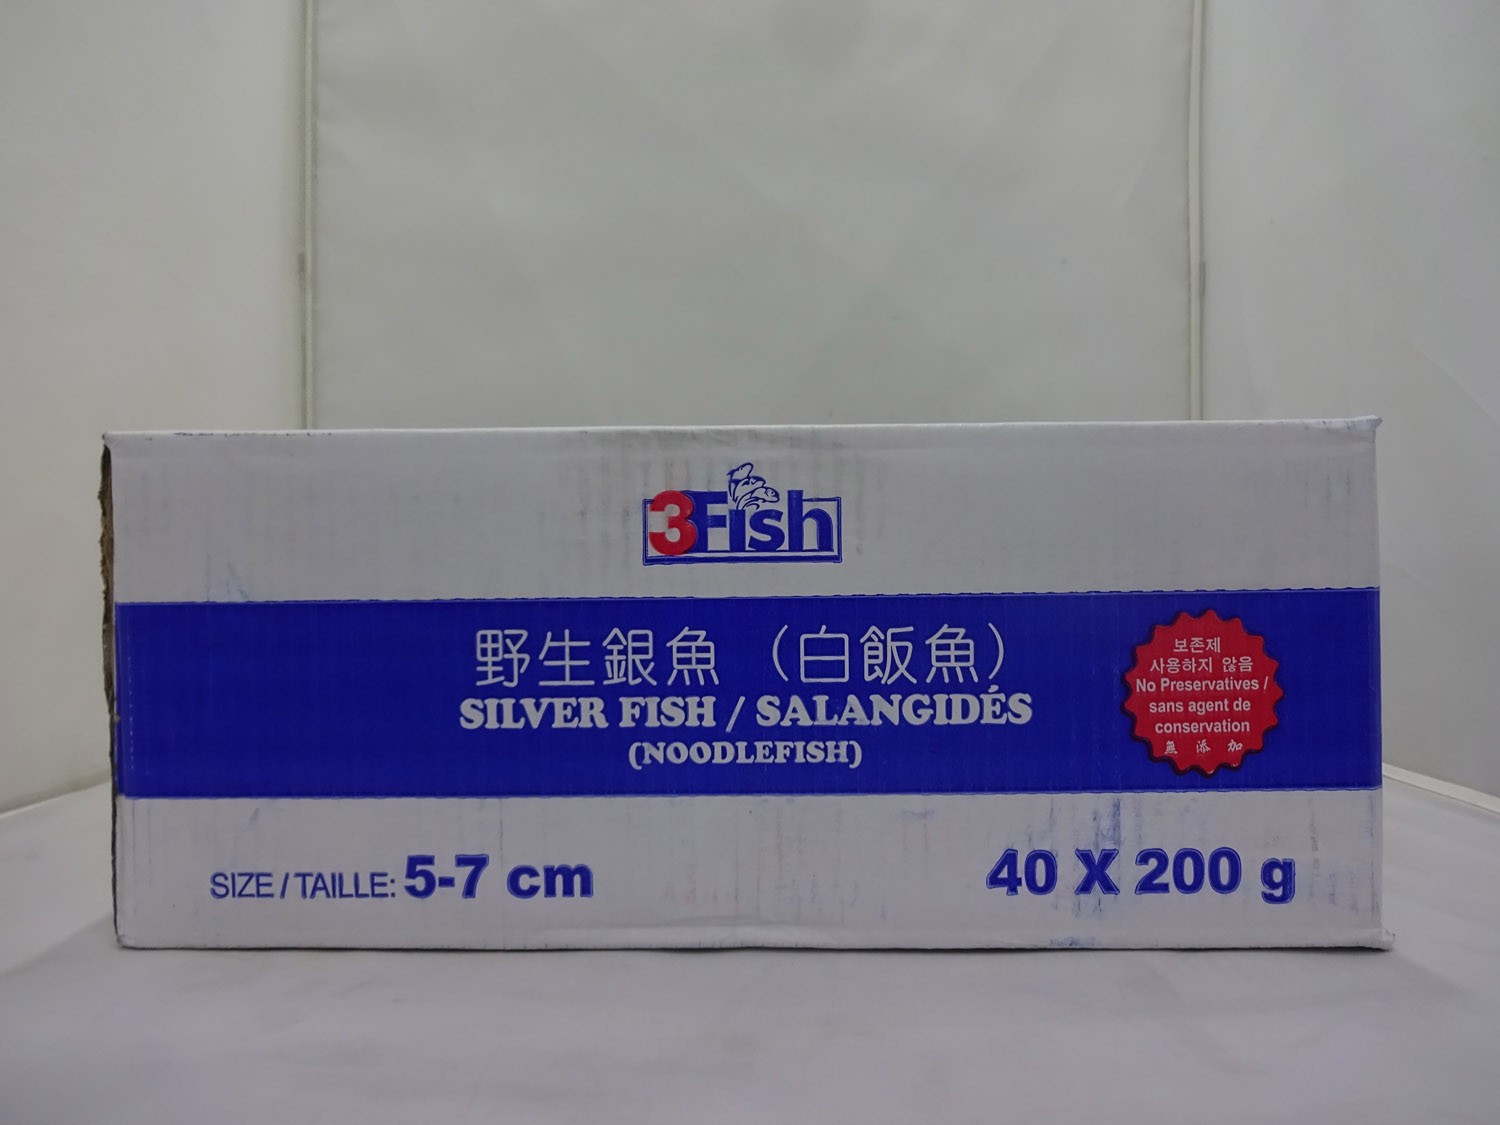 3Fish
野生銀魚（白飯魚）
SILVER FISH / SALANGIDÉS
(NOODLEFISH)
보존제
사용하지 않음
No Preservatives /
sans agent de
conservation
無 添 加
SIZE / TAILLE: 5-7 cm
40 X 200 g